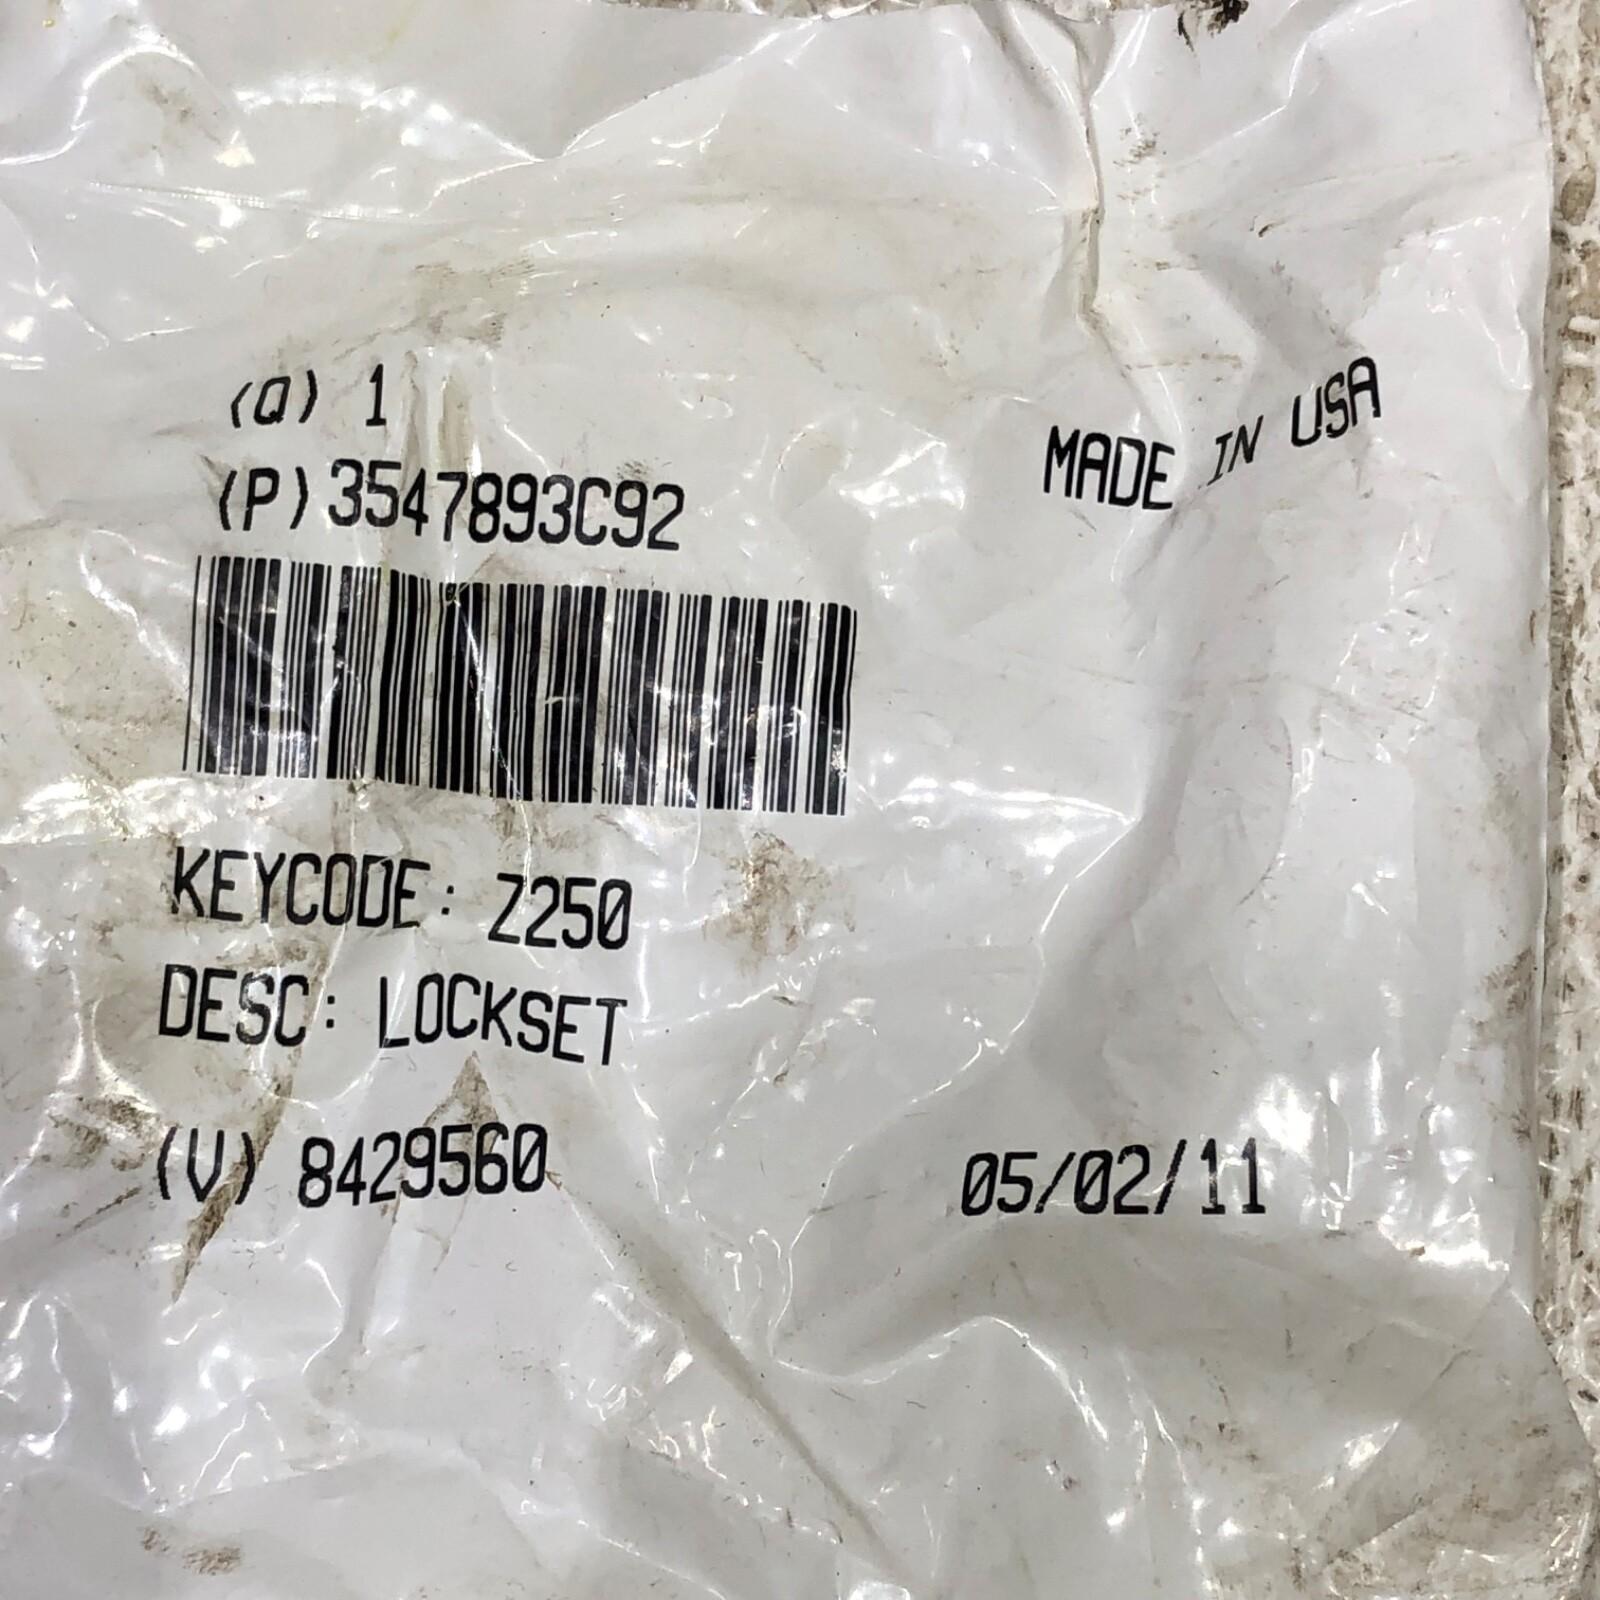 (Q) 1
(P) 3547893C92
MADE IN USA
KEYCODE: Z250
DESC: LOCKSET
(V) 8429560
05/02/11